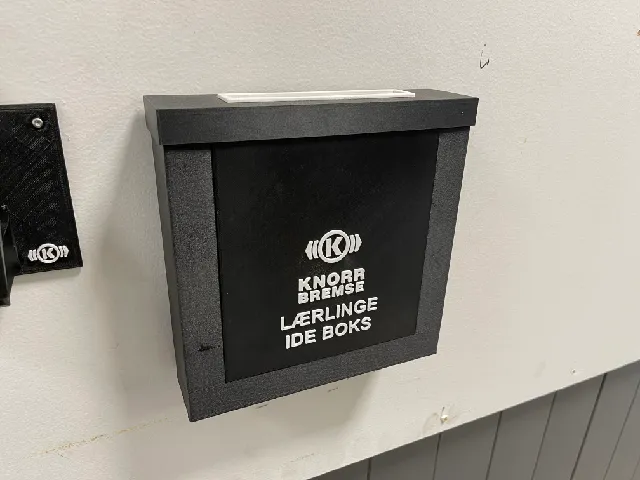 K
KNORR
BREMSE
LÆRLINGE
IDE BOKS
K